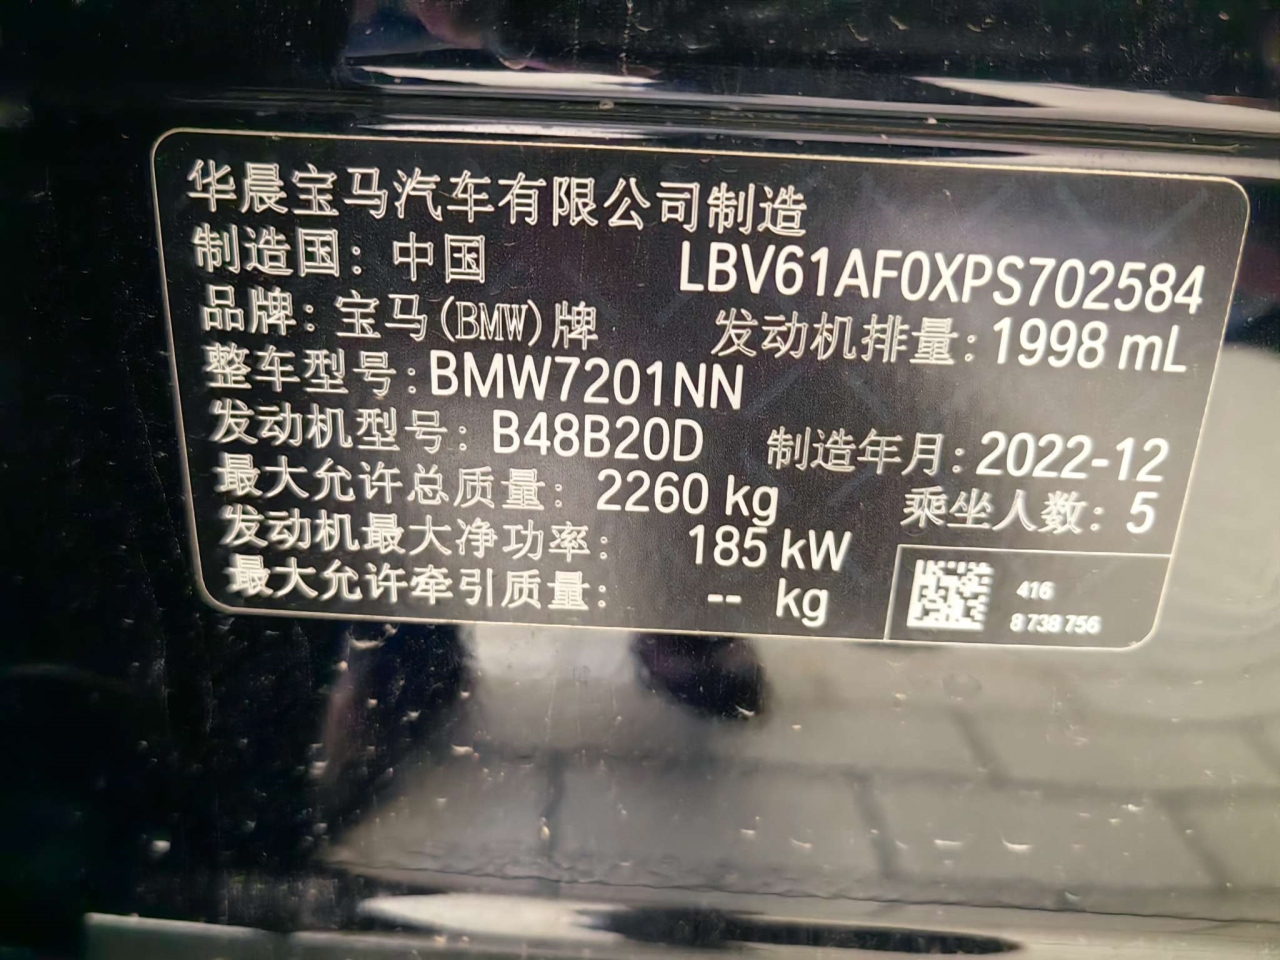 华晨宝马汽车有限公司制造
制造国：中国 LBV61AF0XPS702584
品牌：宝马(BMW)牌 发动机排量：1998 mL
整车型号：BMW7201NN
发动机型号：B48B20D 制造年月：2022-12
最大允许总质量：2260 kg 乘坐人数：5
发动机最大净功率：185 kW
最大允许牵引质量：-- kg
416
8 738 756